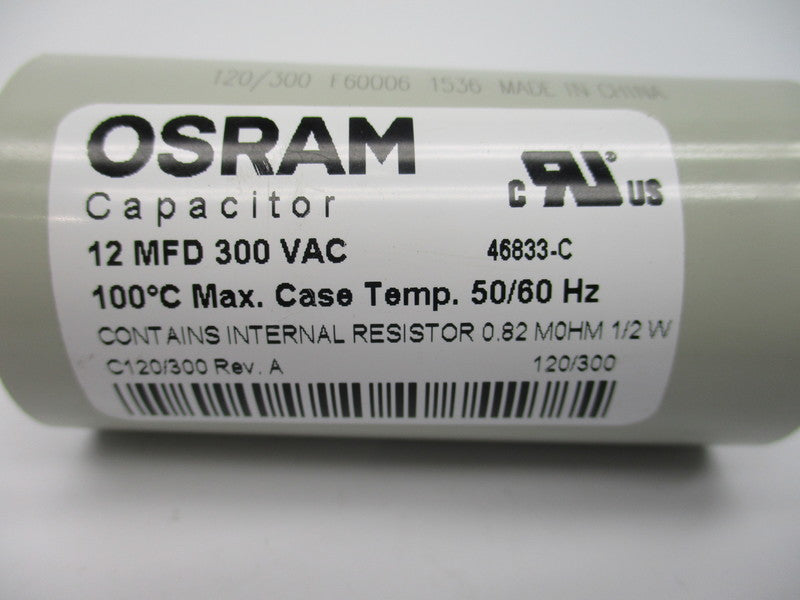 120/300 F60006 1536 MADE IN CHINA
OSRAM
Capacitor
C UR US
12 MFD 300 VAC 46833-C
100°C Max. Case Temp. 50/60 Hz
CONTAINS INTERNAL RESISTOR 0.82 MOHM 1/2 W
C120/300 Rev. A 120/300